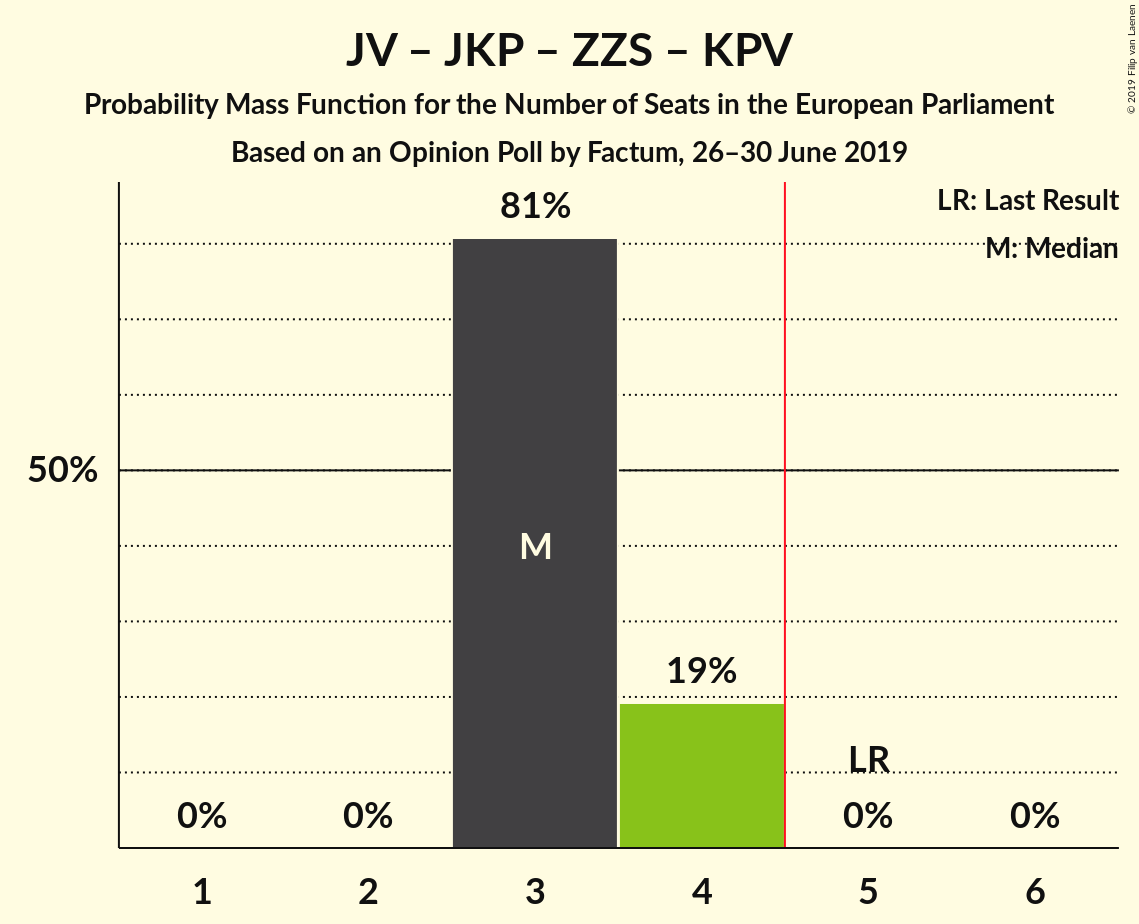 JV – JKP – ZZS – KPV
Probability Mass Function for the Number of Seats in the European Parliament
Based on an Opinion Poll by Factum, 26–30 June 2019
© 2019 Filip van Laenen
LR: Last Result
M: Median
81%
50%
M
19%
LR
0%
0%
0%
0%
1
2
3
4
5
6